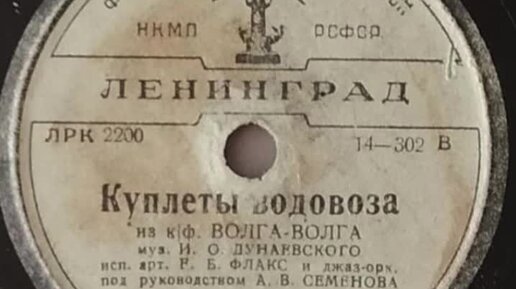 НКМП РСФСР
ЛЕНИНГРАД
ЛРК 2200 14—302 В
Куплеты водовоза
из к|ф. ВОЛГА-ВОЛГА
муз. И. О. ДУНАЕВСКОГО
исп. арт. Е. Б. ФЛАКС и джаз-орк.
под руководством А. В. СЕМЕНОВА